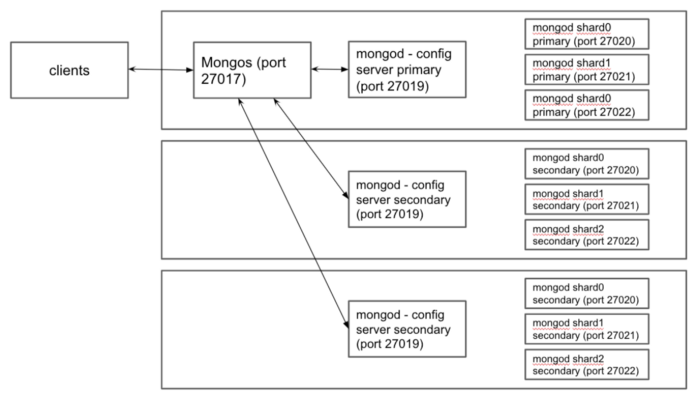 clients
Mongos (port
27017)
mongod - config
server primary
(port 27019)
mongod shard0
primary (port 27020)
mongod shard1
primary (port 27021)
mongod shard0
primary (port 27022)
mongod - config
server secondary
(port 27019)
mongod shard0
secondary (port 27020)
mongod shard1
secondary (port 27021)
mongod shard2
secondary (port 27022)
mongod - config
server secondary
(port 27019)
mongod shard0
secondary (port 27020)
mongod shard1
secondary (port 27021)
mongod shard2
secondary (port 27022)